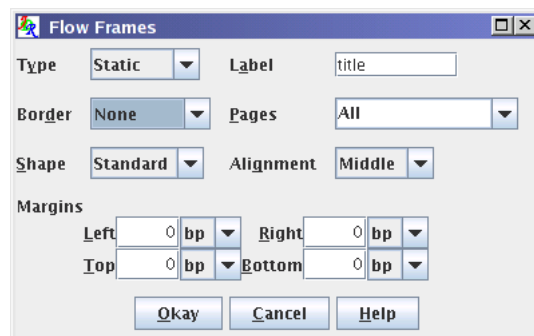 Flow Frames
Type Static Label title
Border None Pages All
Shape Standard Alignment Middle
Margins
Left 0 bp Right 0 bp
Top 0 bp Bottom 0 bp
Okay Cancel Help